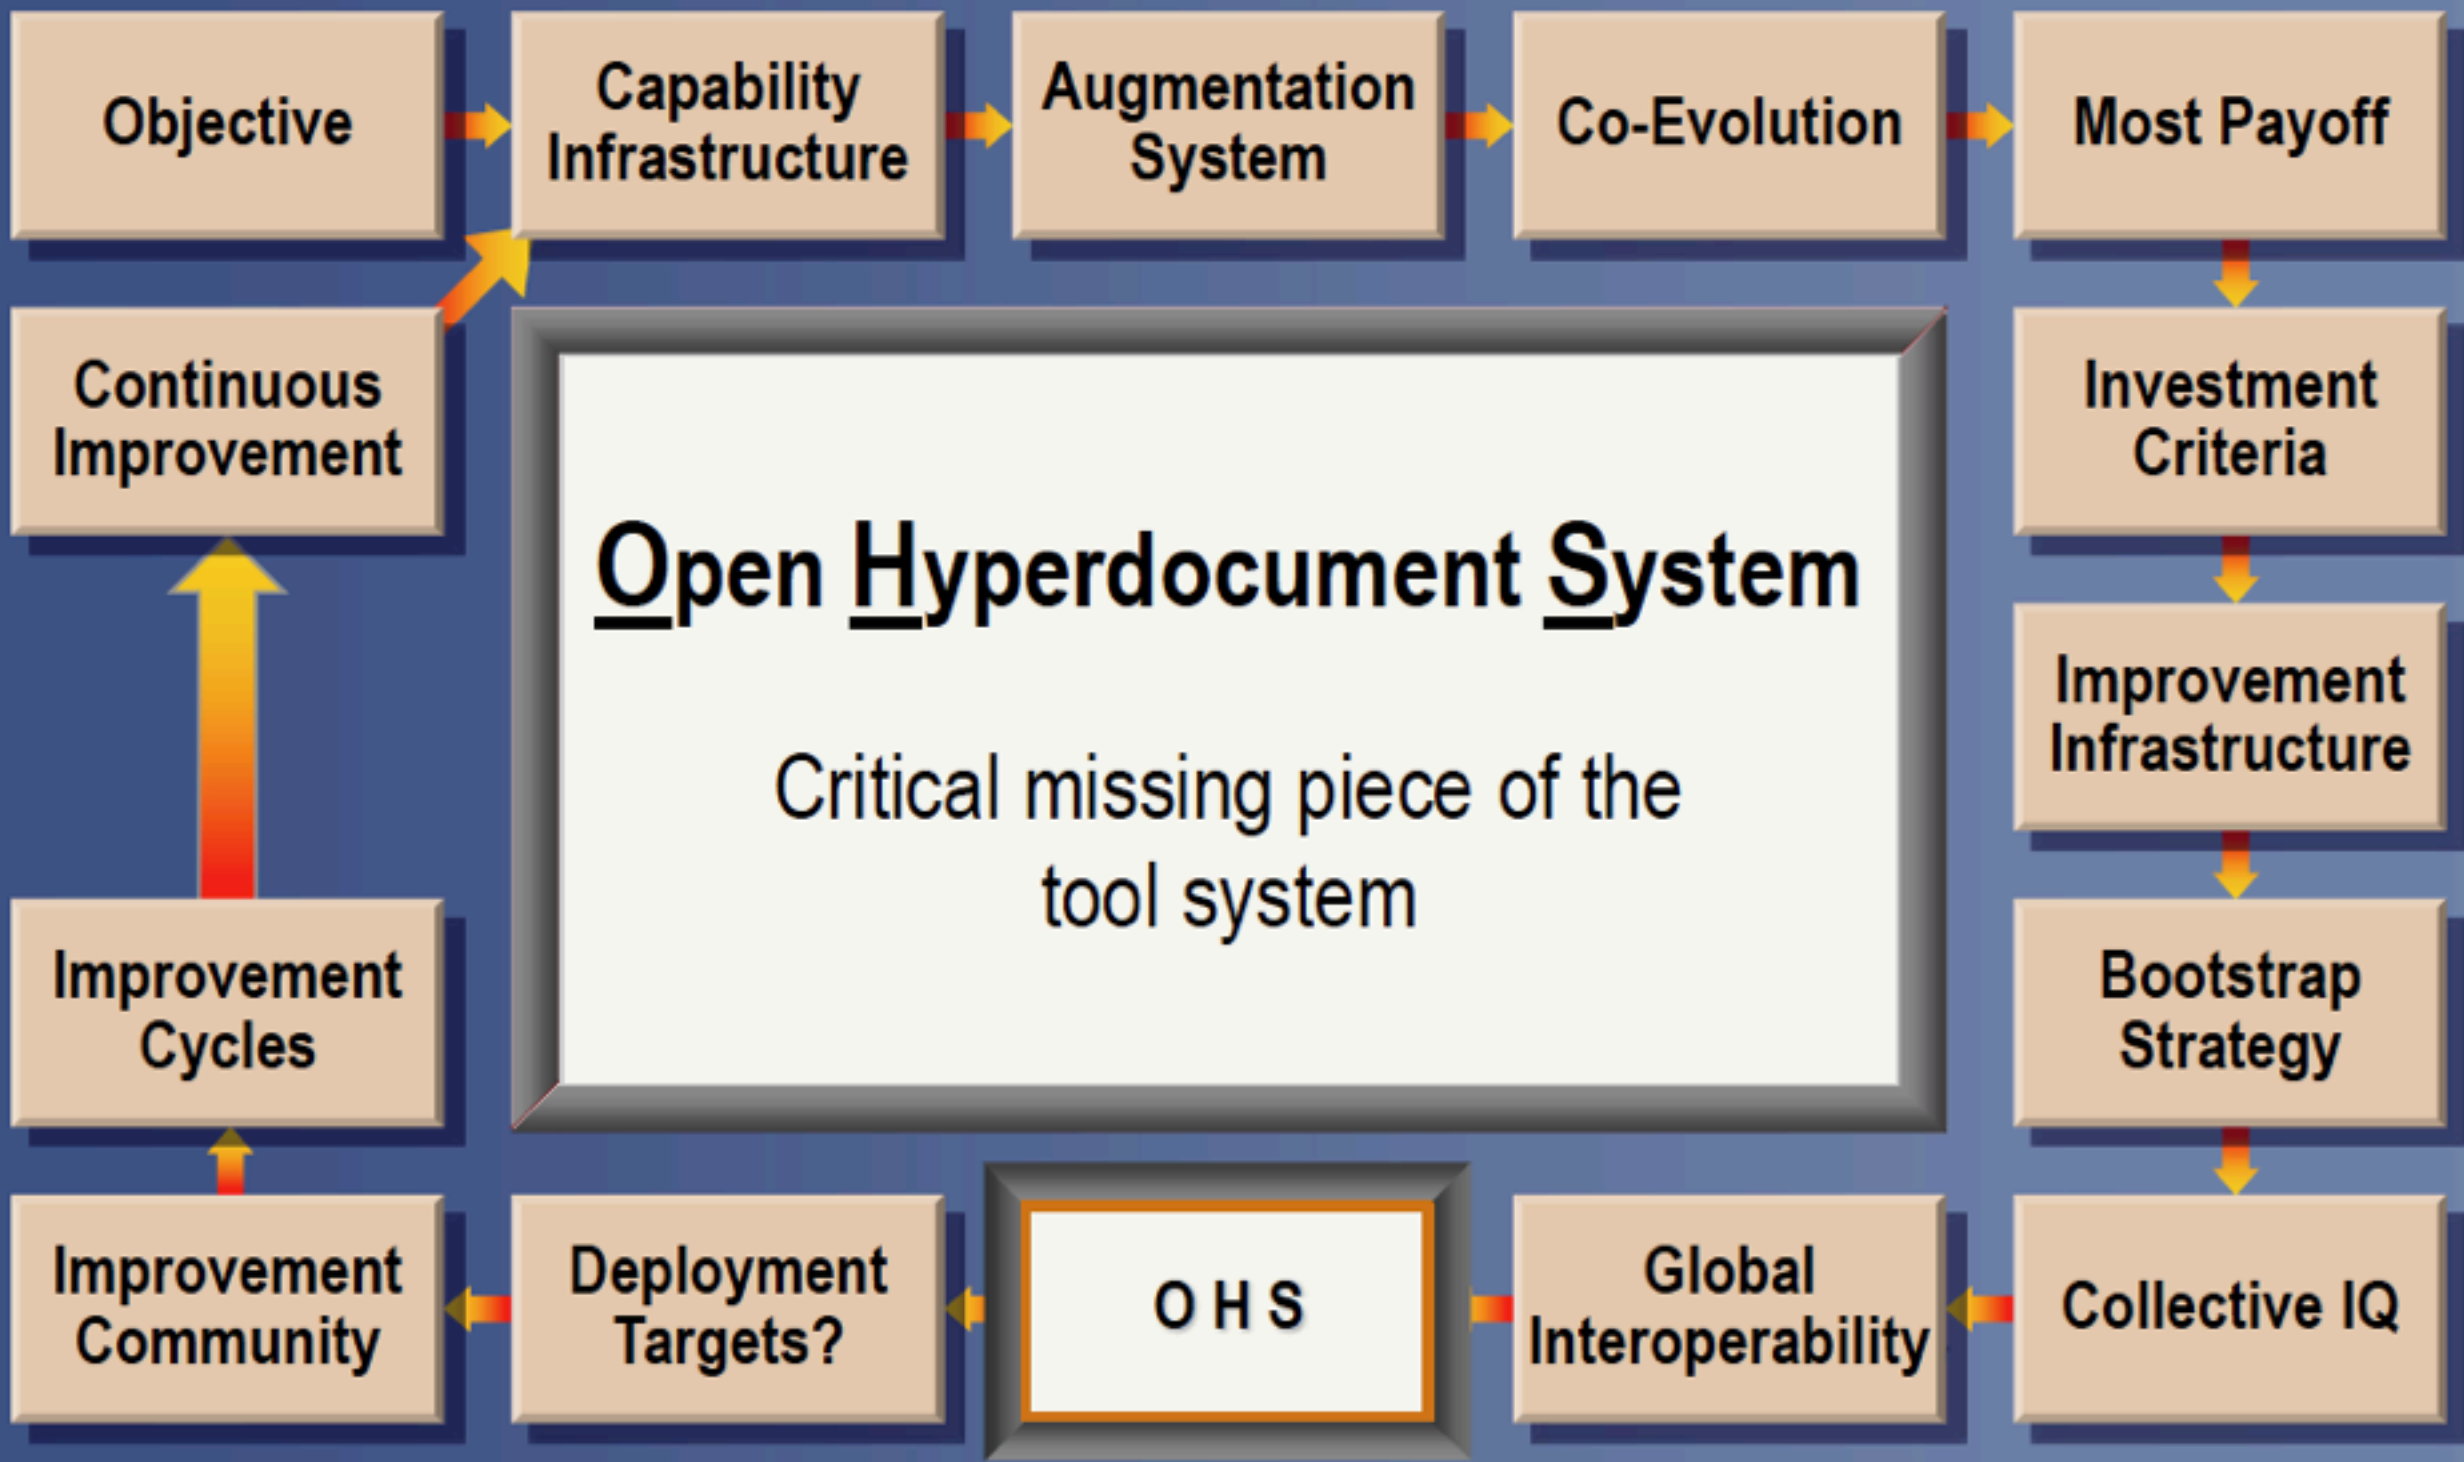 Objective
Capability
Infrastructure
Augmentation
System
Co-Evolution
Most Payoff
Continuous
Improvement
Investment
Criteria
Open Hyperdocument System
Critical missing piece of the
tool system
Improvement
Infrastructure
Improvement
Cycles
Bootstrap
Strategy
Improvement
Community
Deployment
Targets?
O H S
Global
Interoperability
Collective IQ